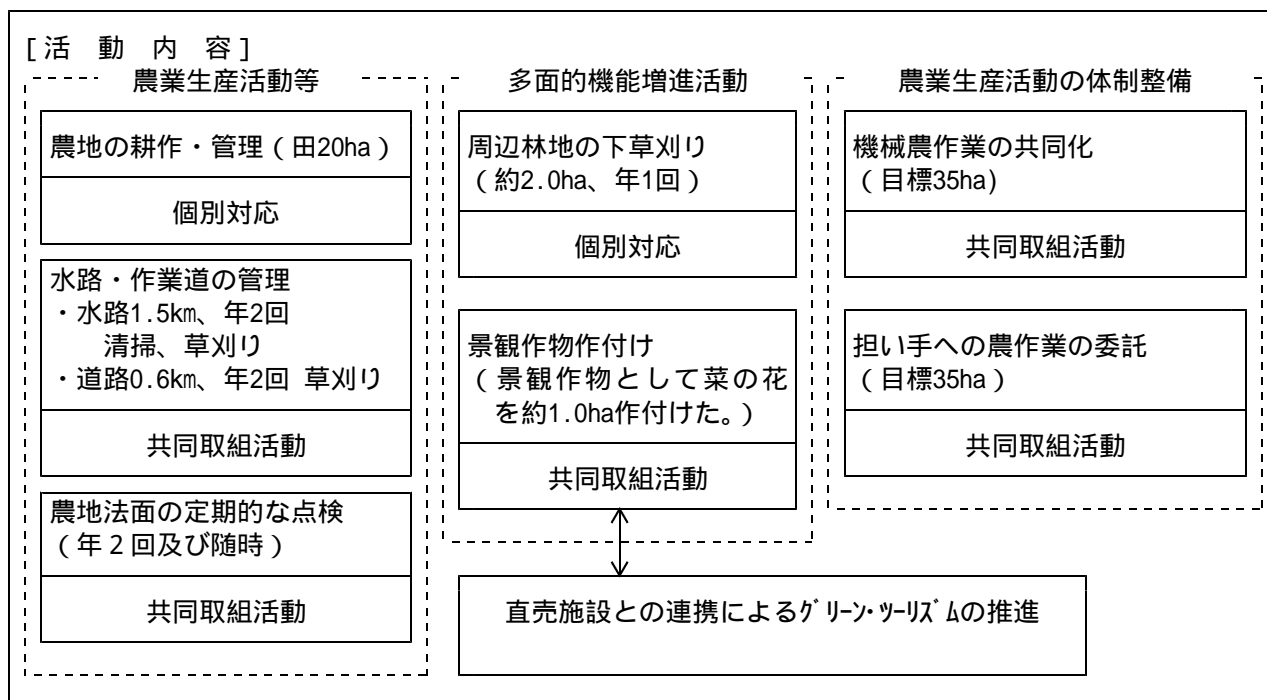 [活 動 内 容]
農業生産活動等
農地の耕作・管理(田20ha)
個別対応
水路・作業道の管理
・水路1.5㎞、年2回
清掃、草刈り
・道路0.6㎞、年2回 草刈り
共同取組活動
農地法面の定期的な点検
(年2回及び随時)
共同取組活動
多面的機能増進活動
周辺林地の下草刈り
(約2.0ha、年1回)
個別対応
景観作物作付け
(景観作物として菜の花
を約1.0ha作付けた。)
共同取組活動
直売施設との連携によるグリーン・ツーリズムの推進
農業生産活動の体制整備
機械農作業の共同化
(目標35ha)
共同取組活動
担い手への農作業の委託
(目標35ha)
共同取組活動